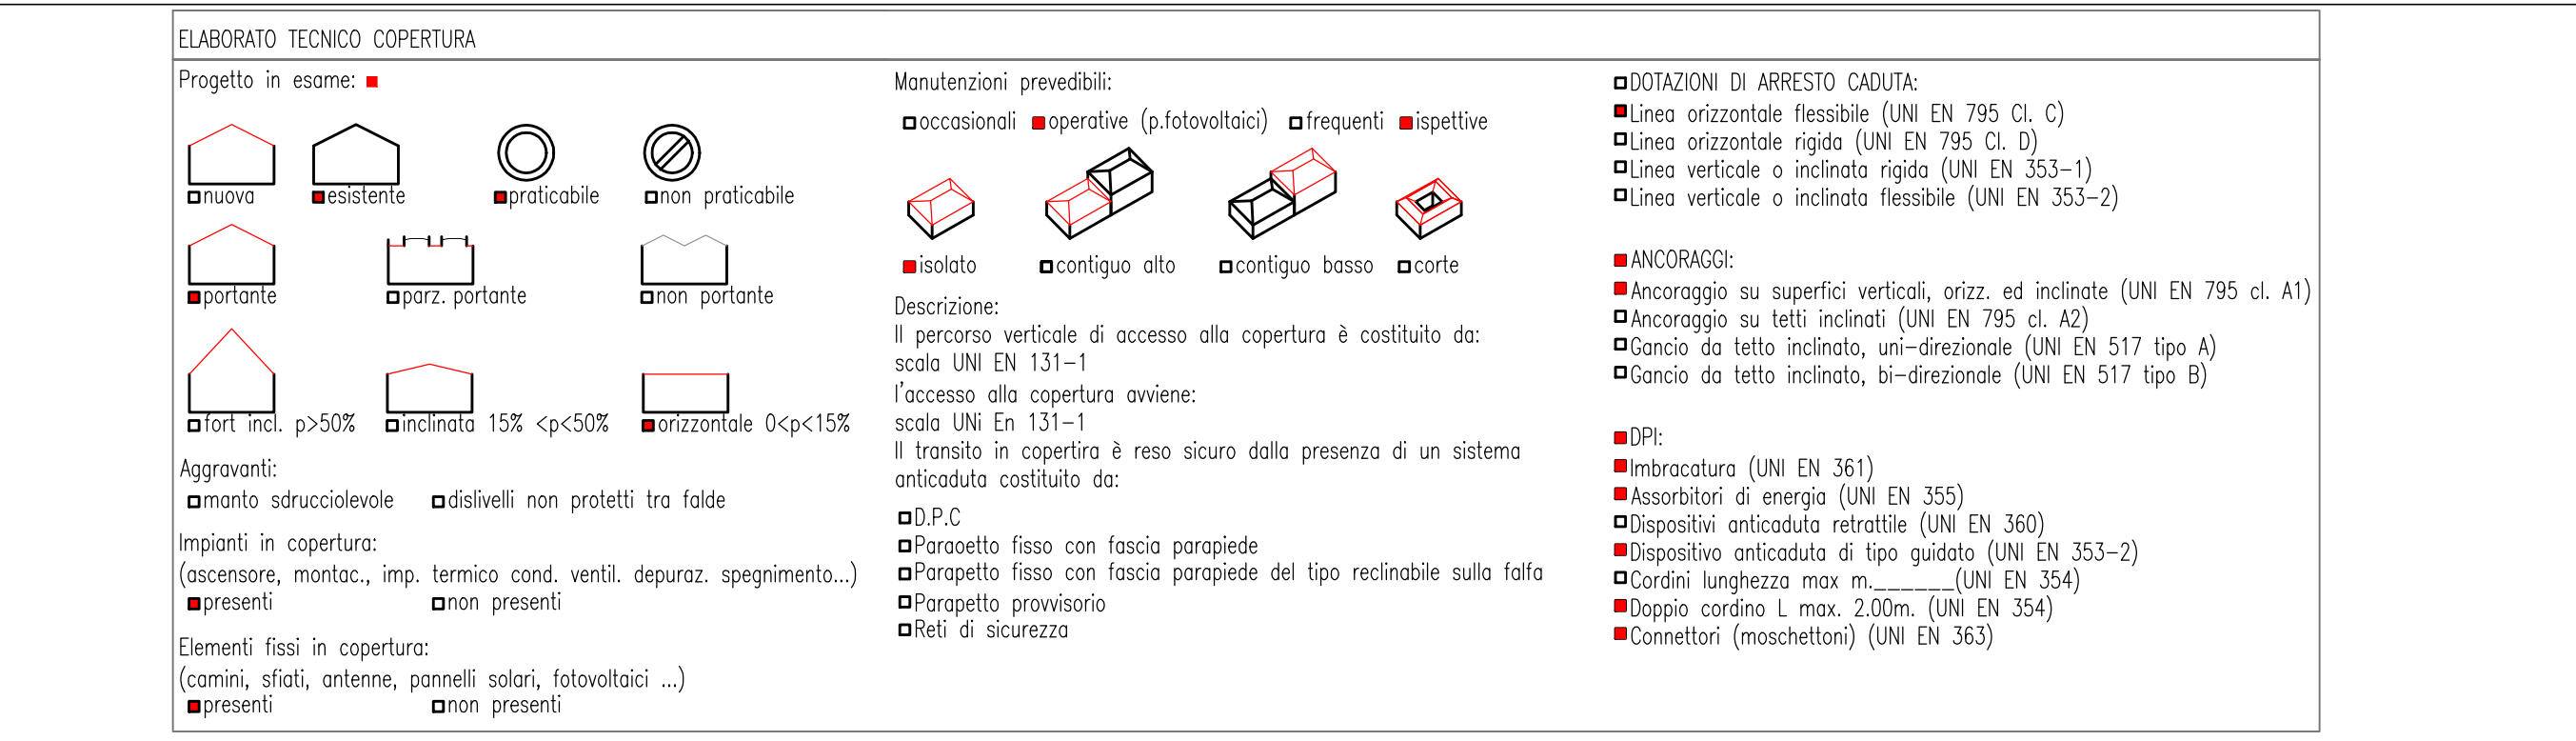 ELABORATO TECNICO COPERTURA
Progetto in esame:
nuova
esistente
praticabile
non praticabile
portante
parz. portante
non portante
fort incl. p>50%
inclinata 15% <p<50%
orizzontale 0<p<15%
Aggravanti:
manto sdrucciolevole
dislivelli non protetti tra falde
Impianti in copertura:
(ascensore, montac., imp. termico cond. ventil. depuraz. spegnimento...)
presenti
non presenti
Elementi fissi in copertura:
(camini, sfiati, antenne, pannelli solari, fotovoltaici ...)
presenti
non presenti
Manutenzioni prevedibili:
occasionali
operative (p.fotovoltaici)
frequenti
ispettive
isolato
contiguo alto
contiguo basso
corte
Descrizione:
Il percorso verticale di accesso alla copertura è costituito da:
scala UNI EN 131-1
l'accesso alla copertura avviene:
scala UNi En 131-1
Il transito in copertira è reso sicuro dalla presenza di un sistema
anticaduta costituito da:
D.P.C
Paraoetto fisso con fascia parapiede
Parapetto fisso con fascia parapiede del tipo reclinabile sulla falfa
Parapetto provvisorio
Reti di sicurezza
DOTAZIONI DI ARRESTO CADUTA:
Linea orizzontale flessibile (UNI EN 795 Cl. C)
Linea orizzontale rigida (UNI EN 795 Cl. D)
Linea verticale o inclinata rigida (UNI EN 353-1)
Linea verticale o inclinata flessibile (UNI EN 353-2)
ANCORAGGI:
Ancoraggio su superfici verticali, orizz. ed inclinate (UNI EN 795 cl. A1)
Ancoraggio su tetti inclinati (UNI EN 795 cl. A2)
Gancio da tetto inclinato, uni-direzionale (UNI EN 517 tipo A)
Gancio da tetto inclinato, bi-direzionale (UNI EN 517 tipo B)
DPI:
Imbracatura (UNI EN 361)
Assorbitori di energia (UNI EN 355)
Dispositivi anticaduta retrattile (UNI EN 360)
Dispositivo anticaduta di tipo guidato (UNI EN 353-2)
Cordini lunghezza max m.______(UNI EN 354)
Doppio cordino L max. 2.00m. (UNI EN 354)
Connettori (moschettoni) (UNI EN 363)